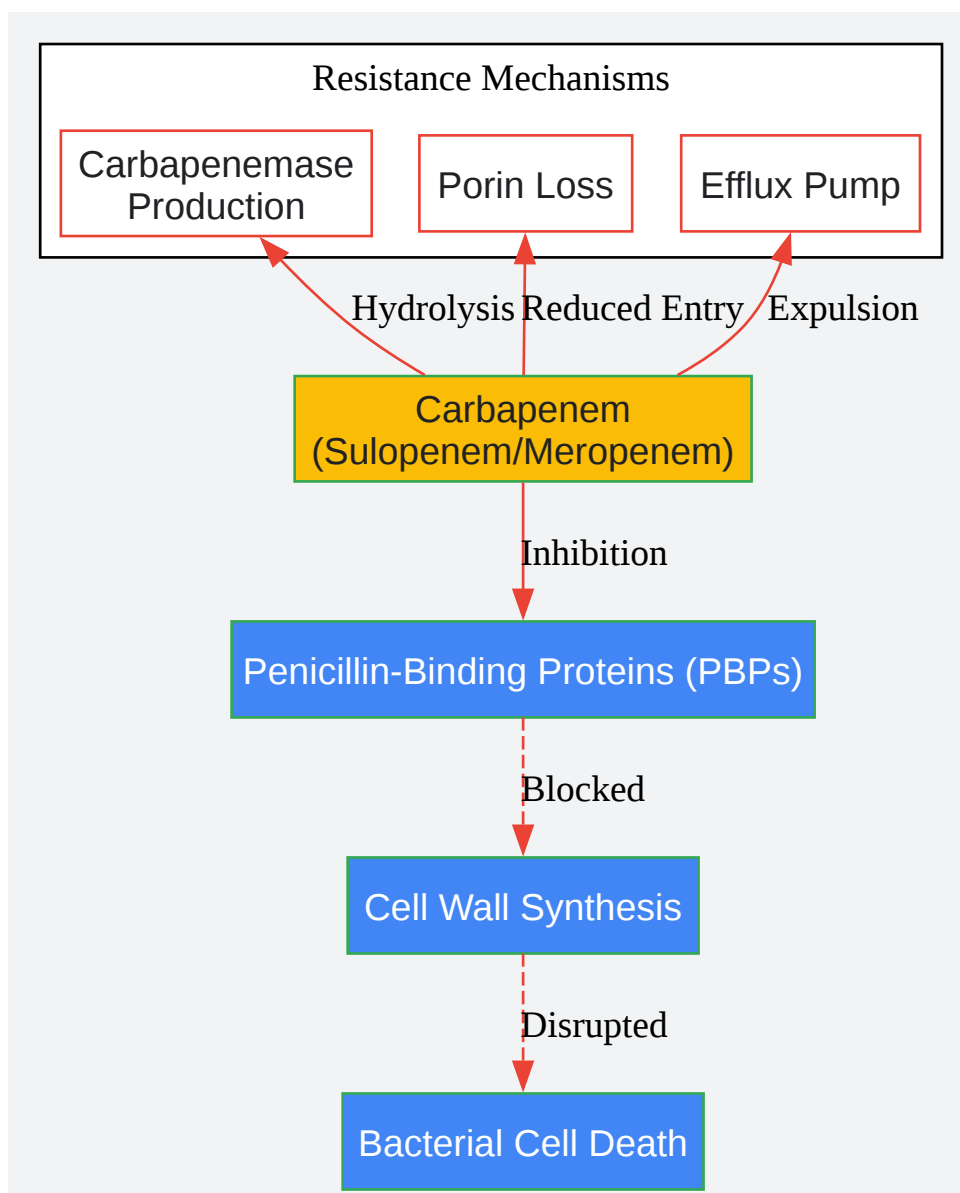 Resistance Mechanisms
Carbapenemase
Production
Porin Loss
Efflux Pump
Hydrolysis
Reduced Entry
Expulsion
Carbapenem
(Sulopenem/Meropenem)
Inhibition
Penicillin-Binding Proteins (PBPs)
Blocked
Cell Wall Synthesis
Disrupted
Bacterial Cell Death